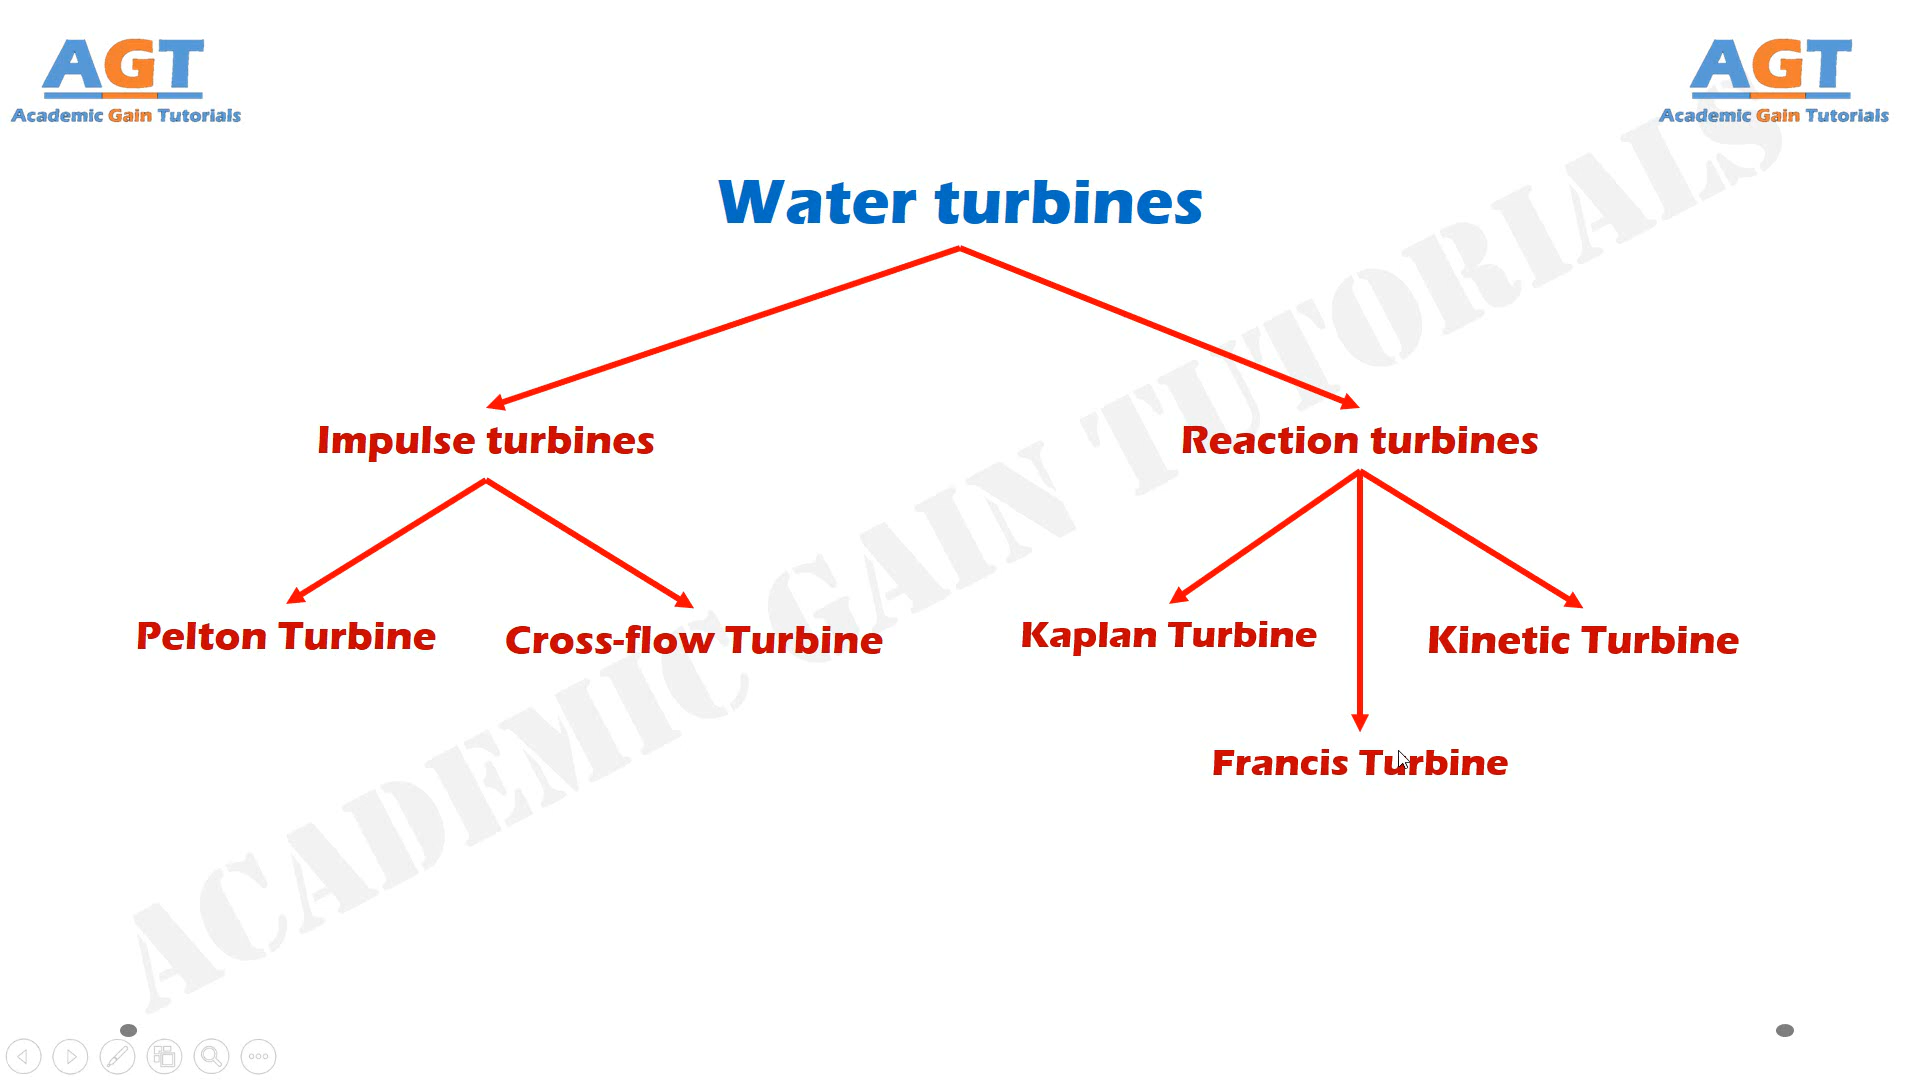 AGT
Academic Gain Tutorials
AGT
Academic Gain Tutorials
Water turbines
Impulse turbines
Reaction turbines
Pelton Turbine
Cross-flow Turbine
Kaplan Turbine
Kinetic Turbine
Francis Turbine
ACADEMIC GAIN TUTORIALS